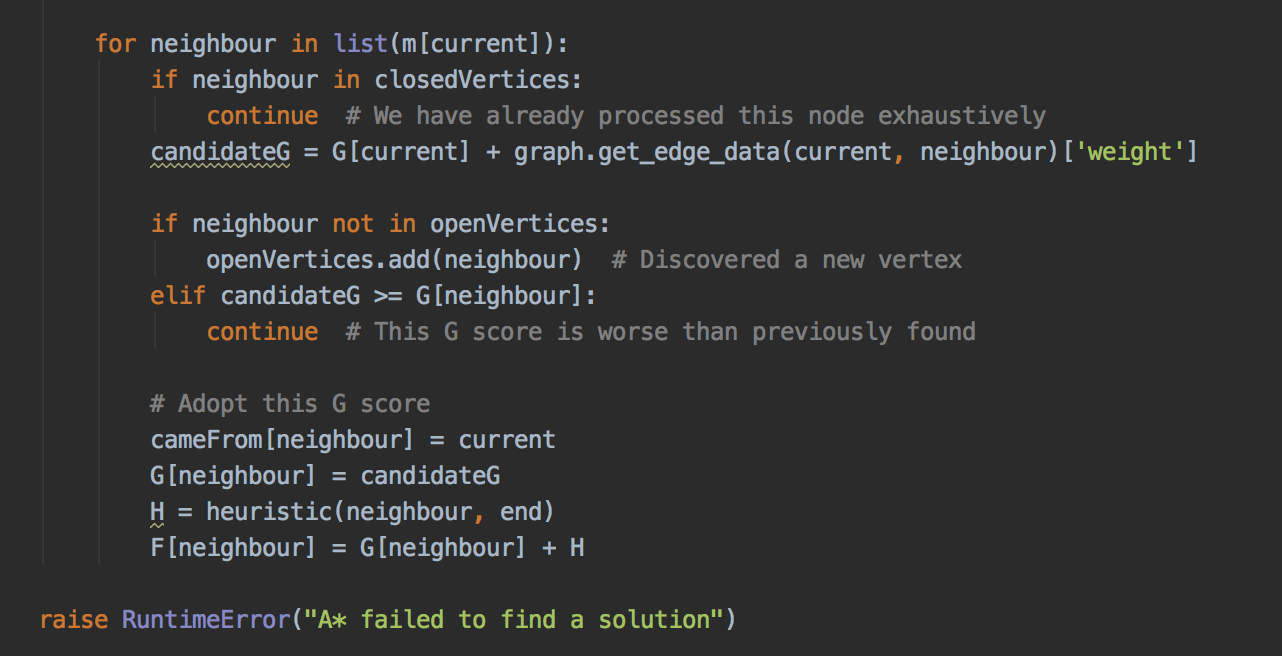 for neighbour in list(m[current]):
if neighbour in closedVertices:
continue  # We have already processed this node exhaustively
candidateG = G[current] + graph.get_edge_data(current, neighbour)['weight']
if neighbour not in openVertices:
openVertices.add(neighbour)  # Discovered a new vertex
elif candidateG >= G[neighbour]:
continue  # This G score is worse than previously found
# Adopt this G score
cameFrom[neighbour] = current
G[neighbour] = candidateG
H = heuristic(neighbour, end)
F[neighbour] = G[neighbour] + H
raise RuntimeError("A* failed to find a solution")